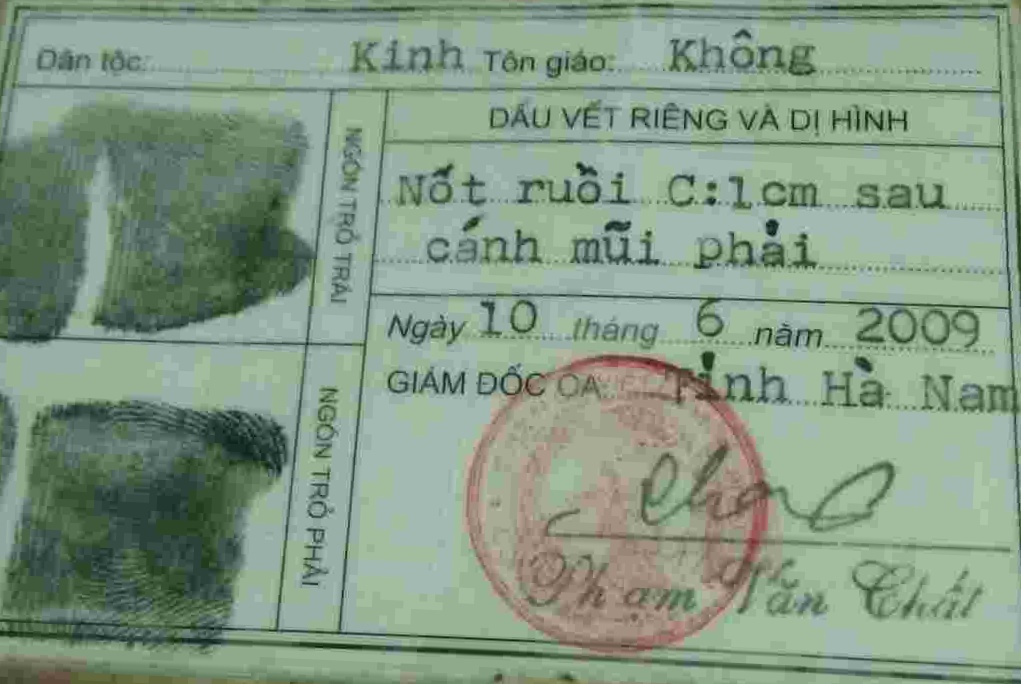 Dân tộc: Kinh Tôn giáo: Không
NGÓN TRỎ TRÁI
DẤU VẾT RIÊNG VÀ DỊ HÌNH
Nốt ruồi C:1cm sau
cánh mũi phải
Ngày 10 tháng 6 năm 2009
GIÁM ĐỐC CA Tỉnh Hà Nam
NGÓN TRỎ PHẢI
Phạm Văn Chất